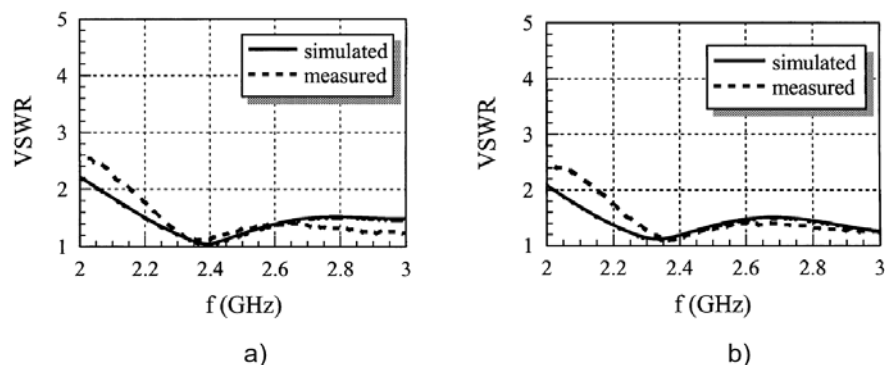 5
4
3
2
1
VSWR
simulated
measured
2
2.2
2.4
2.6
2.8
3
f (GHz)
a)
5
4
3
2
1
VSWR
simulated
measured
2
2.2
2.4
2.6
2.8
3
f (GHz)
b)